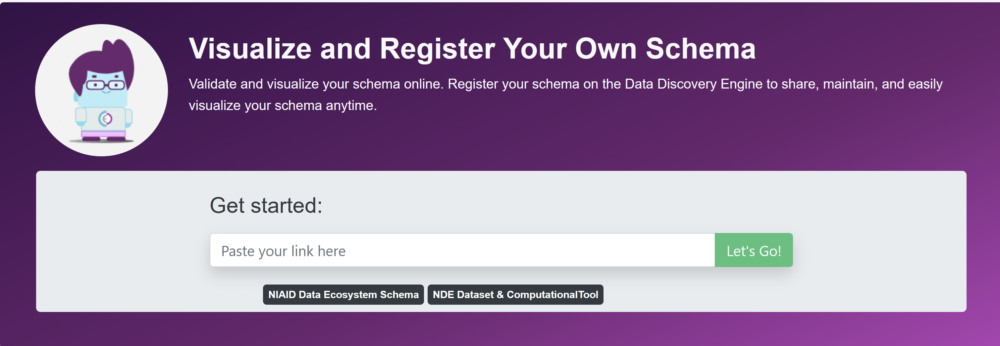 Visualize and Register Your Own Schema
Validate and visualize your schema online. Register your schema on the Data Discovery Engine to share, maintain, and easily
visualize your schema anytime.
Get started:
Paste your link here
Let's Go!
NIAID Data Ecosystem Schema
NDE Dataset & ComputationalTool